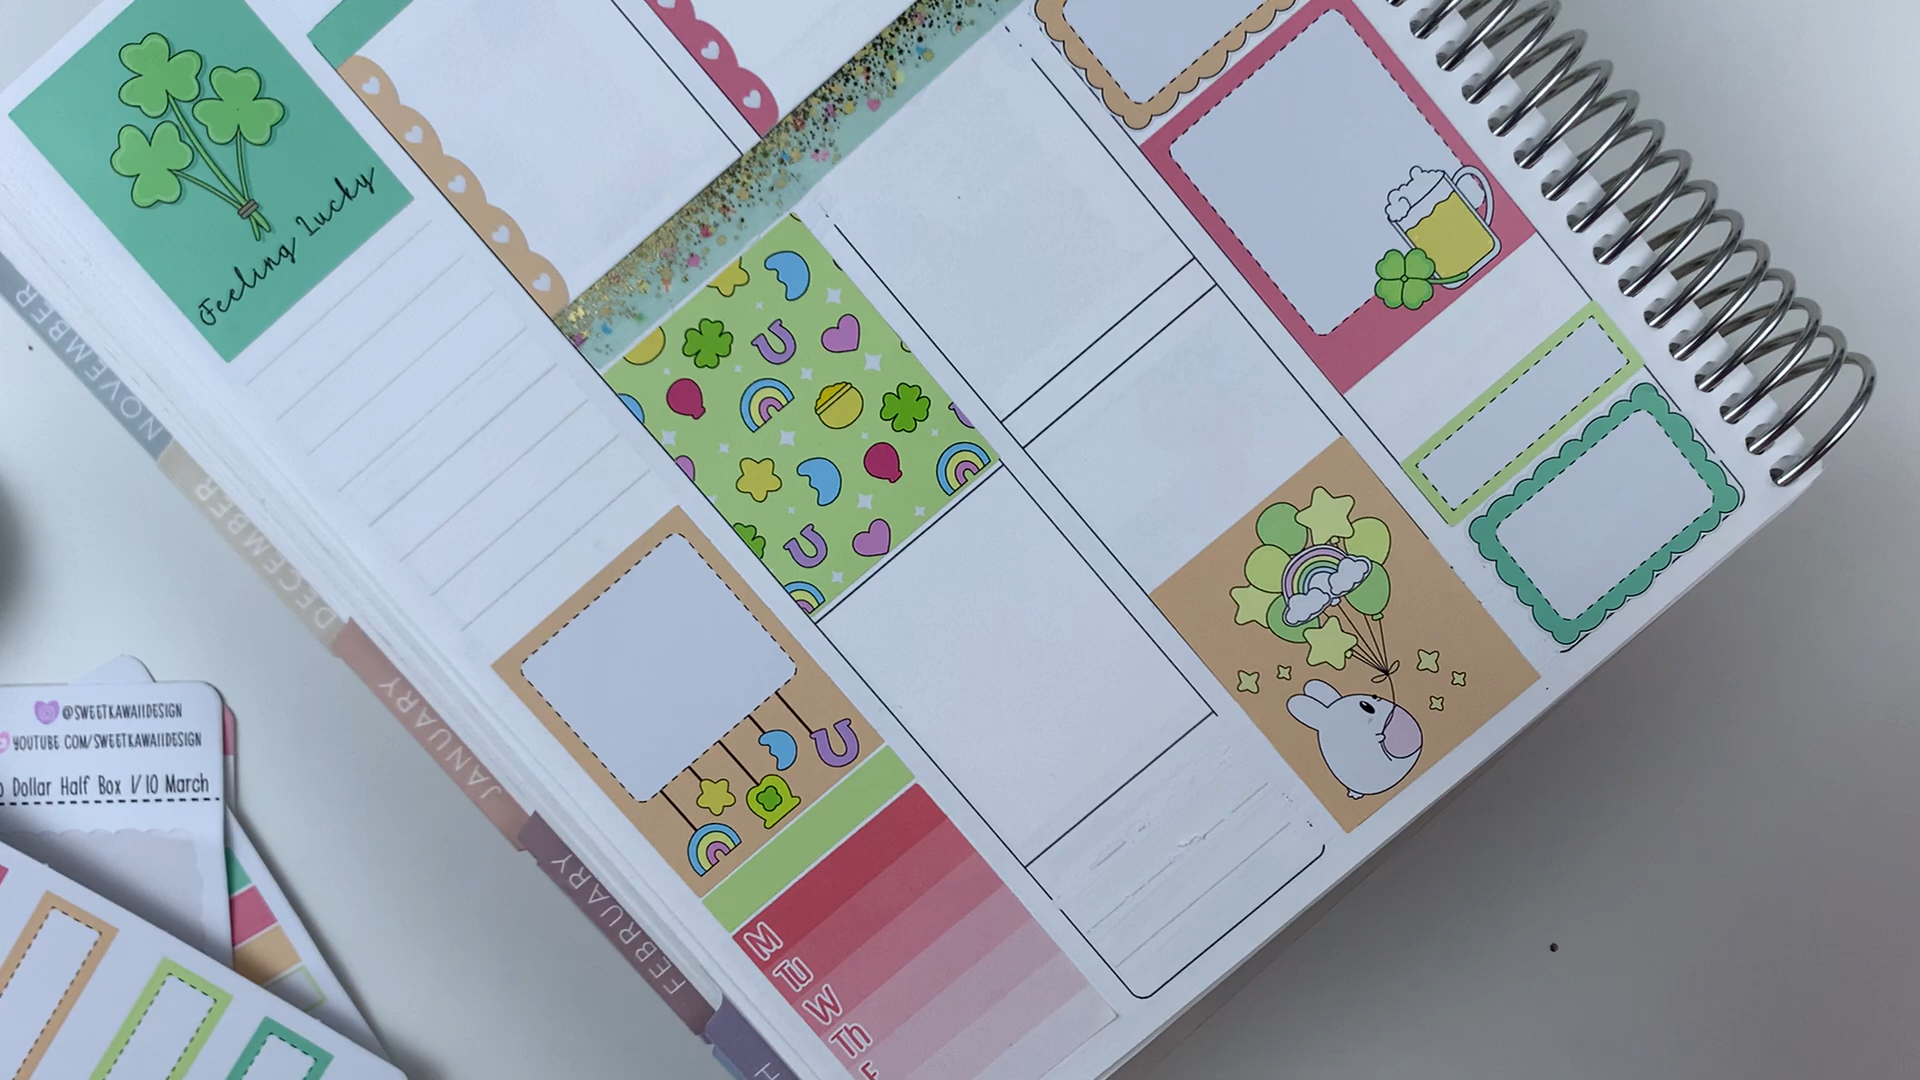 Feeling Lucky
NOVEMBER
DECEMBER
JANUARY
FEBRUARY
@SWEETKAWAIIDESIGN
YOUTUBE.COM/SWEETKAWAIIDESIGN
Dollar Half Box 1/10 March
M
Tu
W
Th
F
H